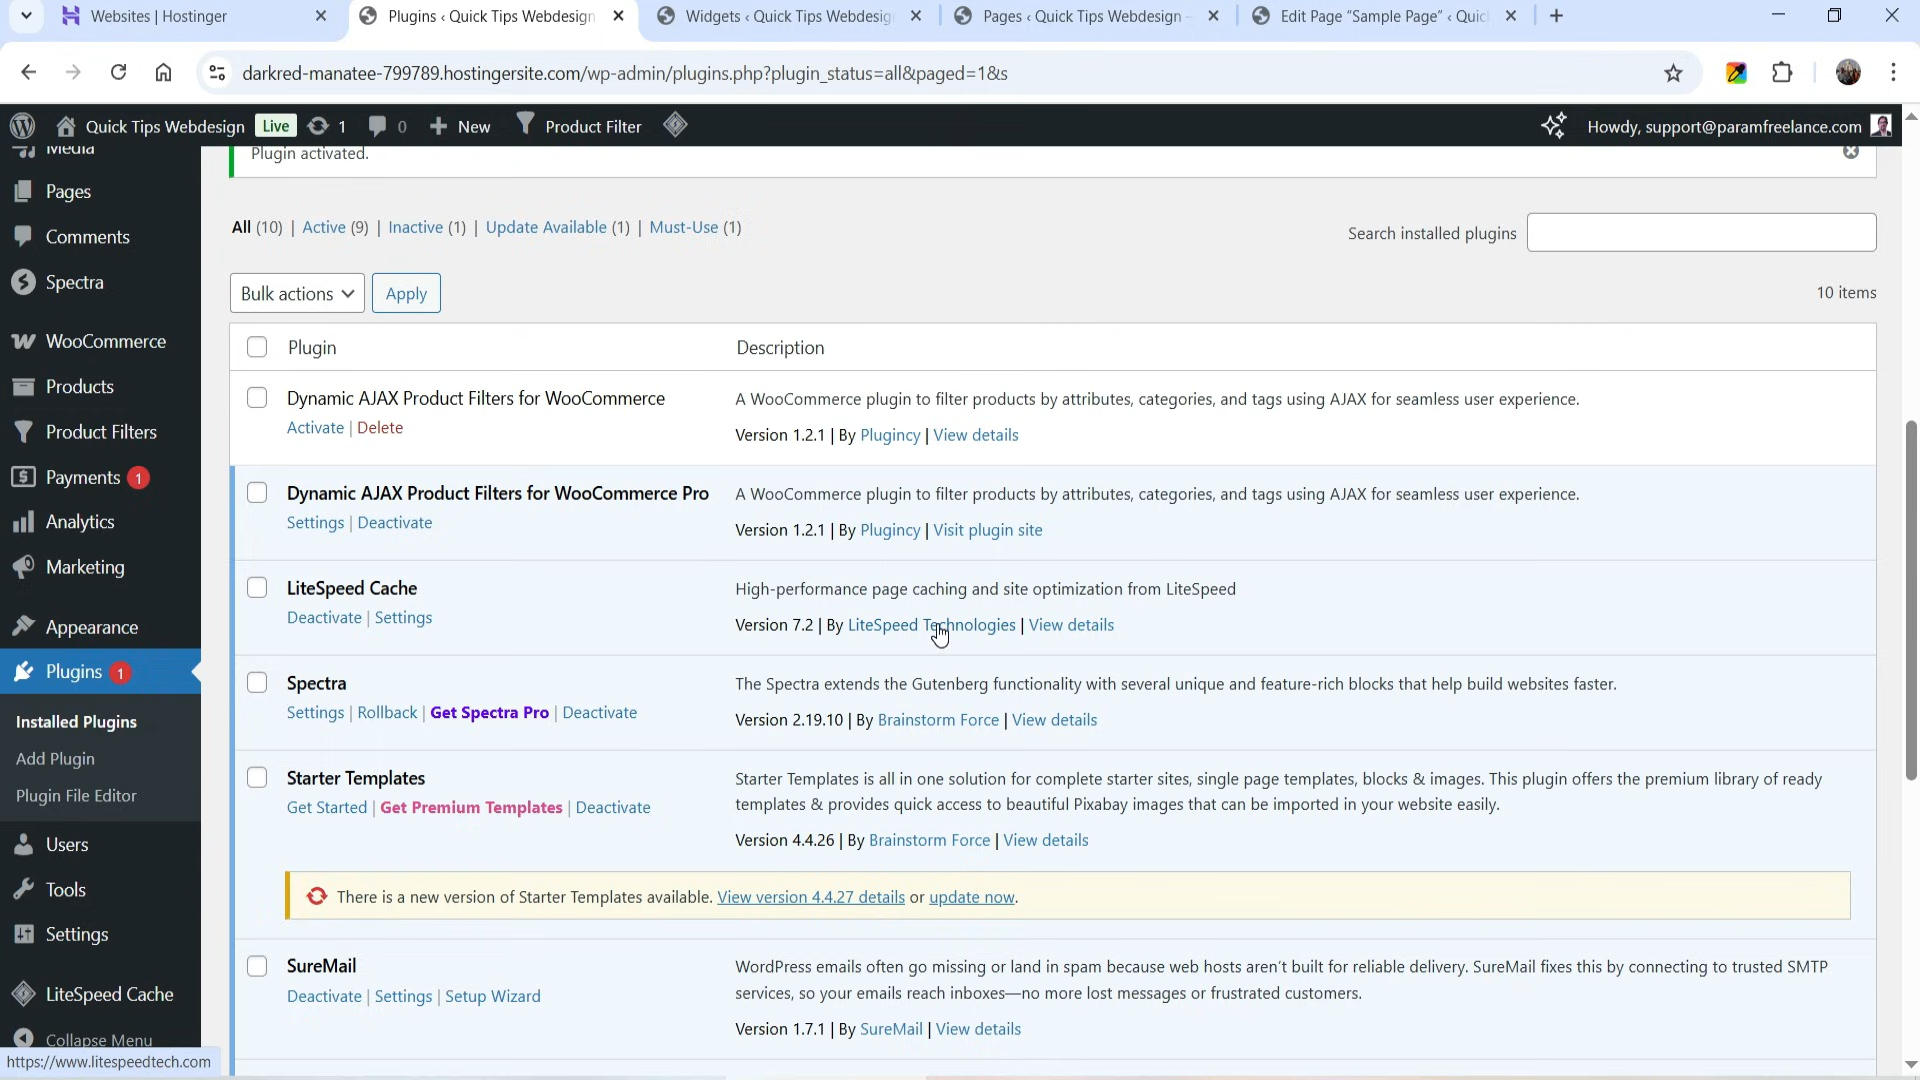 Websites | Hostinger
Plugins ‹ Quick Tips Webdesign
Widgets ‹ Quick Tips Webdesig
Pages ‹ Quick Tips Webdesign –
Edit Page “Sample Page” ‹ Quic
darkred-manatee-799789.hostingersite.com/wp-admin/plugins.php?plugin_status=all&paged=1&s
Quick Tips Webdesign Live 1 0 New Product Filter
Howdy, support@paramfreelance.com
Media
Pages
Comments
Spectra
WooCommerce
Products
Product Filters
Payments 1
Analytics
Marketing
Appearance
Plugins 1
Installed Plugins
Add Plugin
Plugin File Editor
Users
Tools
Settings
LiteSpeed Cache
Collapse Menu
https://www.litespeedtech.com
Plugin activated.
All (10) | Active (9) | Inactive (1) | Update Available (1) | Must-Use (1)
Search installed plugins
Bulk actions Apply
10 items
Plugin Description
Dynamic AJAX Product Filters for WooCommerce
Activate | Delete
A WooCommerce plugin to filter products by attributes, categories, and tags using AJAX for seamless user experience.
Version 1.2.1 | By Plugincy | View details
Dynamic AJAX Product Filters for WooCommerce Pro
Settings | Deactivate
A WooCommerce plugin to filter products by attributes, categories, and tags using AJAX for seamless user experience.
Version 1.2.1 | By Plugincy | Visit plugin site
LiteSpeed Cache
Deactivate | Settings
High-performance page caching and site optimization from LiteSpeed
Version 7.2 | By LiteSpeed Technologies | View details
Spectra
Settings | Rollback | Get Spectra Pro | Deactivate
The Spectra extends the Gutenberg functionality with several unique and feature-rich blocks that help build websites faster.
Version 2.19.10 | By Brainstorm Force | View details
Starter Templates
Get Started | Get Premium Templates | Deactivate
Starter Templates is all in one solution for complete starter sites, single page templates, blocks & images. This plugin offers the premium library of ready
templates & provides quick access to beautiful Pixabay images that can be imported in your website easily.
Version 4.4.26 | By Brainstorm Force | View details
There is a new version of Starter Templates available. View version 4.4.27 details or update now.
SureMail
Deactivate | Settings | Setup Wizard
WordPress emails often go missing or land in spam because web hosts aren’t built for reliable delivery. SureMail fixes this by connecting to trusted SMTP
services, so your emails reach inboxes—no more lost messages or frustrated customers.
Version 1.7.1 | By SureMail | View details